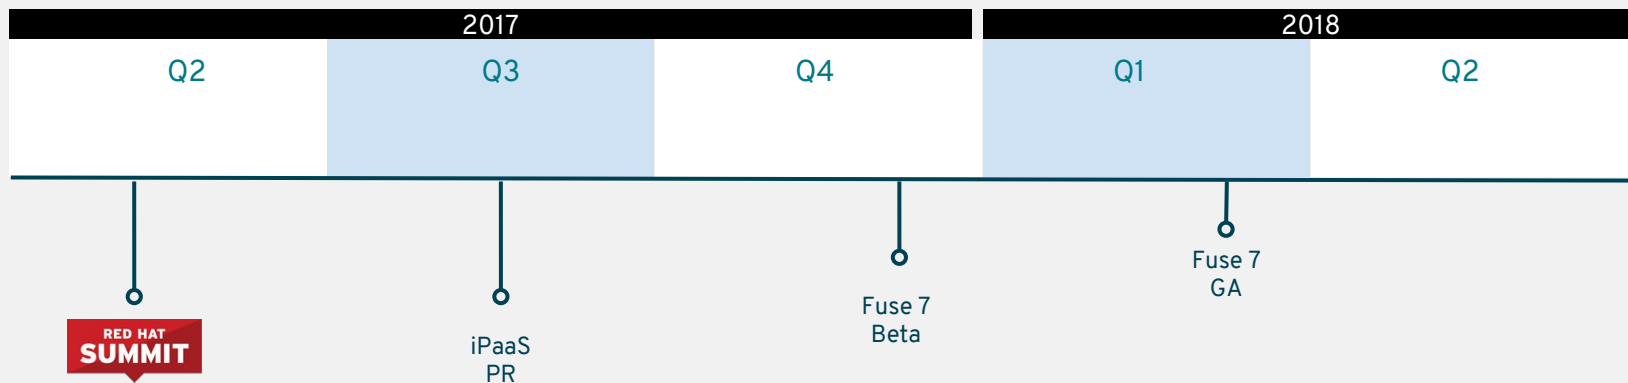 2017
2018
Q2
Q3
Q4
Q1
Q2
RED HAT
SUMMIT
iPaaS
PR
Fuse 7
Beta
Fuse 7
GA